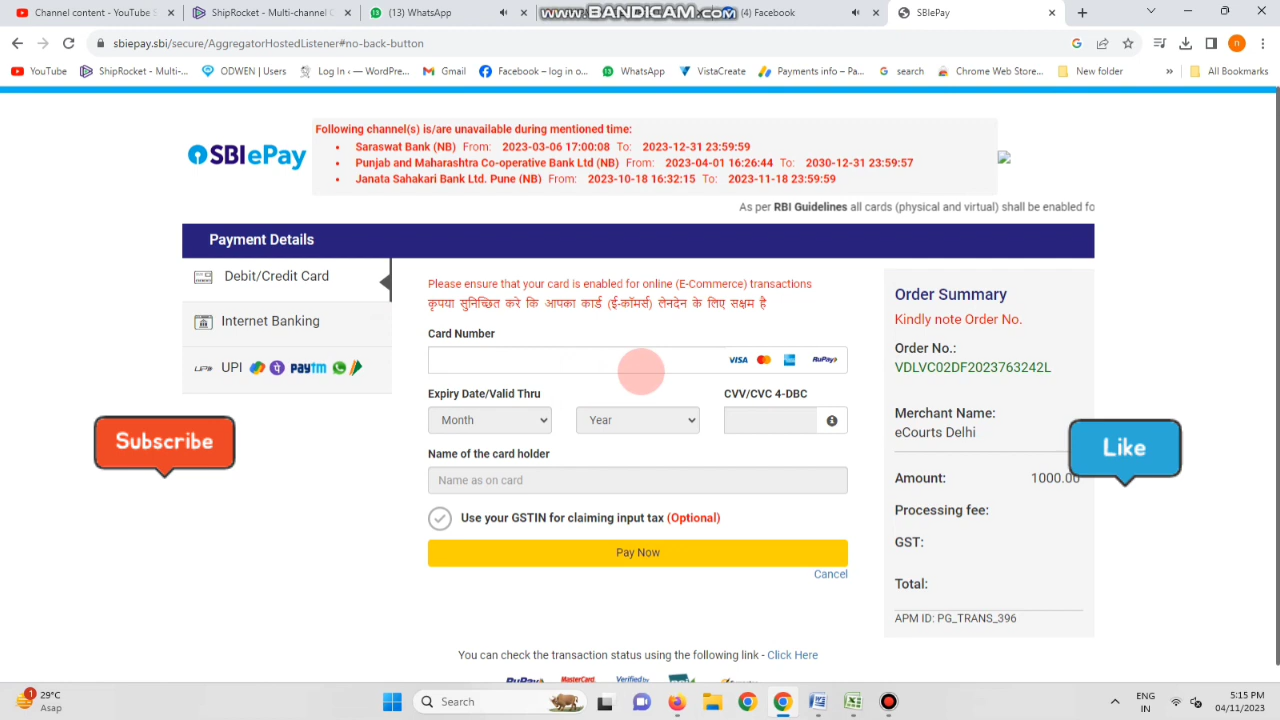 Channel content - YouTube
ShipRocket - Multi-channel
(13) WhatsApp
www.BANDICAM.com
4) Facebook
SBIePay
sbiepay.sbi/secure/AggregatorHostedListener#no-back-button
n
YouTube
ShipRocket - Multi-...
ODWEN | Users
Log In ‹ — WordPre...
Gmail
Facebook – log in o...
WhatsApp
VistaCreate
Payments info – Pa...
search
Chrome Web Store...
New folder
»
All Bookmarks
SBIePay
Following channel(s) is/are unavailable during mentioned time:
• Saraswat Bank (NB) From: 2023-03-06 17:00:08 To: 2023-12-31 23:59:59
• Punjab and Maharashtra Co-operative Bank Ltd (NB) From: 2023-04-01 16:26:44 To: 2030-12-31 23:59:57
• Janata Sahakari Bank Ltd. Pune (NB) From: 2023-10-18 16:32:15 To: 2023-11-18 23:59:59
As per RBI Guidelines all cards (physical and virtual) shall be enabled fo
Payment Details
Debit/Credit Card
Internet Banking
UPI UPI paytm
Please ensure that your card is enabled for online (E-Commerce) transactions
कृपया सुनिच्छित करे कि आपका कार्ड (ई-कॉमर्स) लेनदेन के लिए सक्षम है
Card Number
VISA RuPay
Expiry Date/Valid Thru
CVV/CVC 4-DBC
Month
Year
Name of the card holder
Name as on card
Use your GSTIN for claiming input tax (Optional)
Pay Now
Cancel
Order Summary
Kindly note Order No.
Order No.:
VDLVC02DF2023763242L
Merchant Name:
eCourts Delhi
Amount: 1000.00
Processing fee:
GST:
Total:
APM ID: PG_TRANS_396
Subscribe
Like
You can check the transaction status using the following link - Click Here
RuPay MasterCard Verified by
1
29°C
Asap
Search
ENG
IN
5:15 PM
04/11/2023